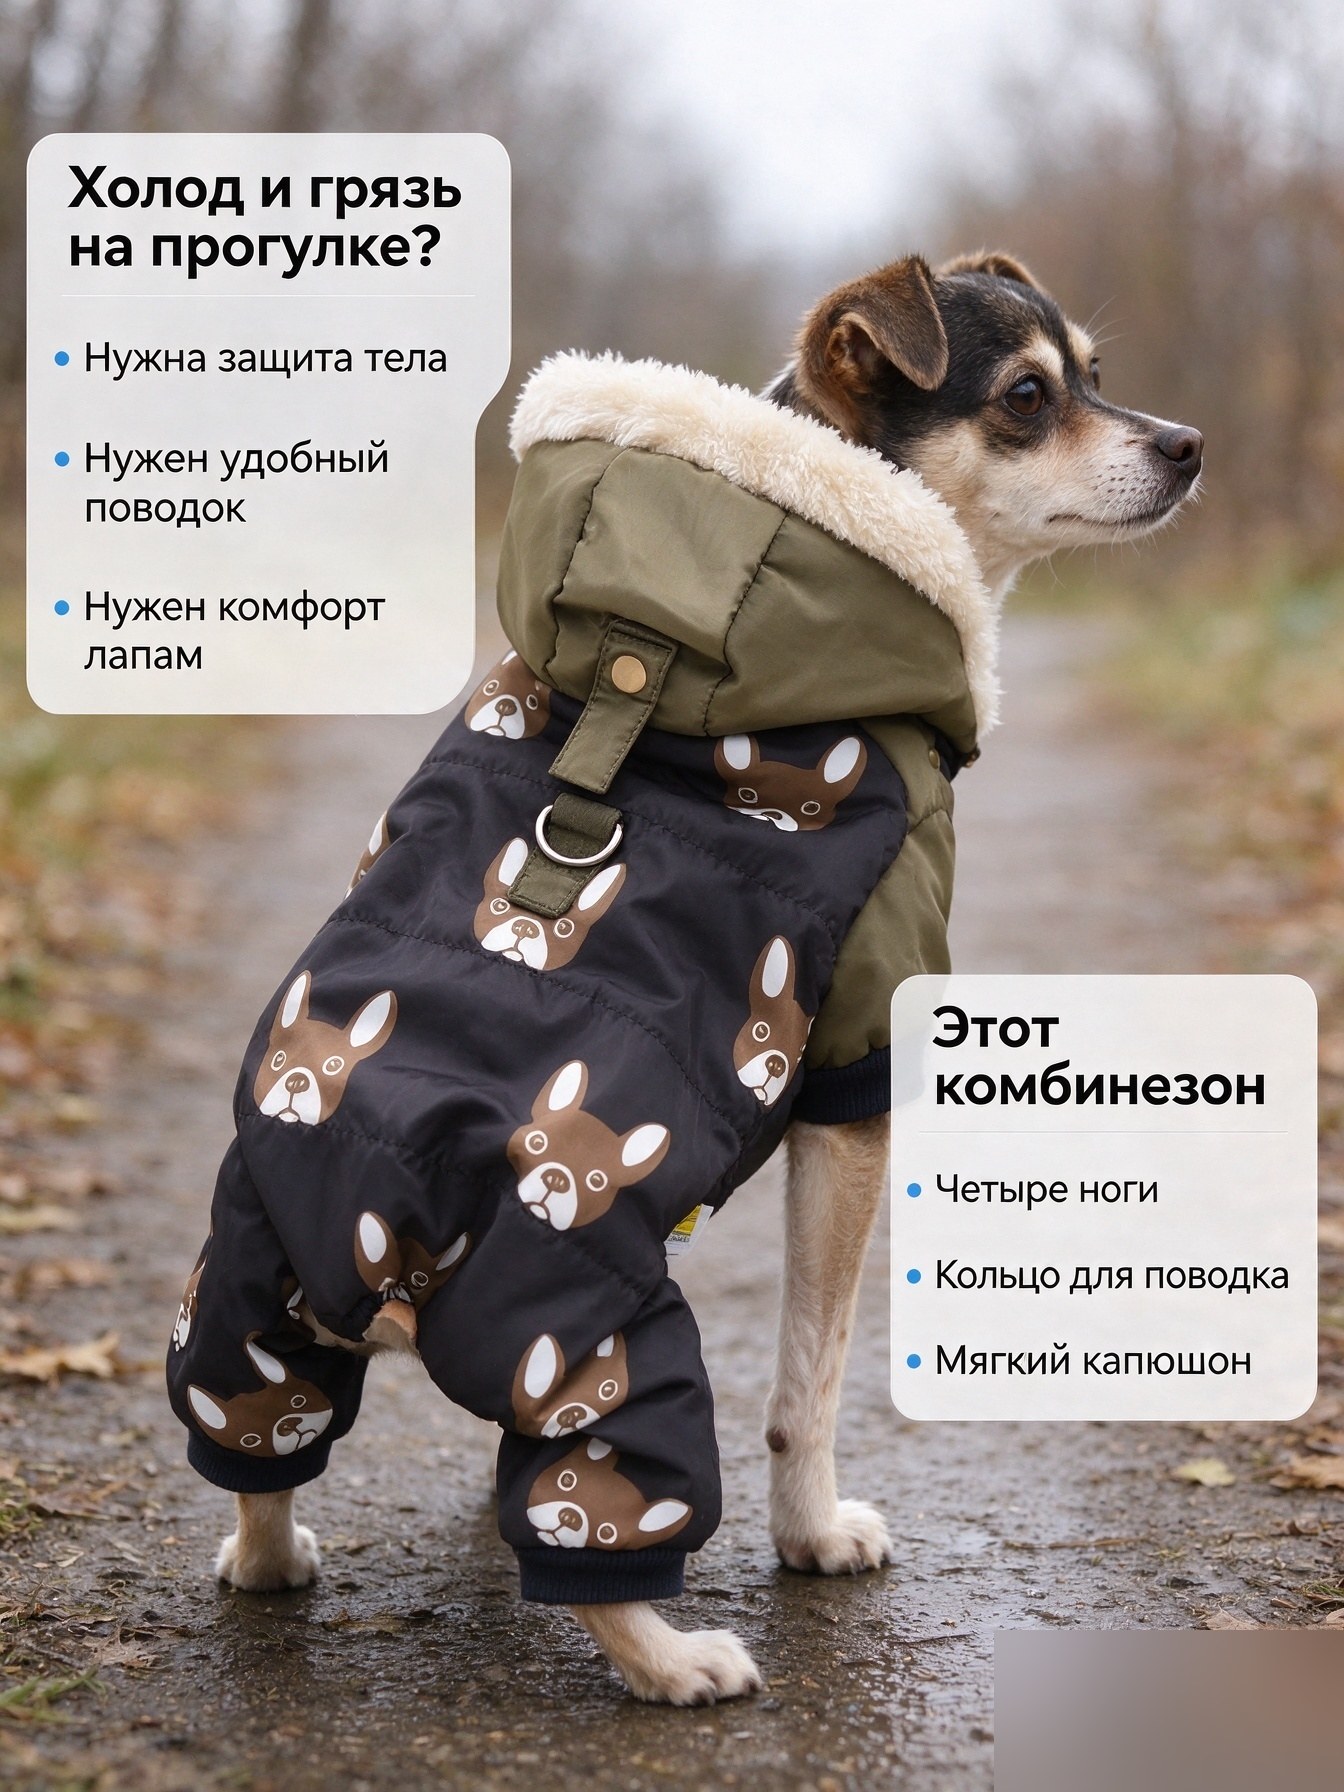 Холод и грязь
на прогулке?
Нужна защита тела
Нужен удобный
поводок
Нужен комфорт
лапам
Этот
комбинезон
Четыре ноги
Кольцо для поводка
Мягкий капюшон